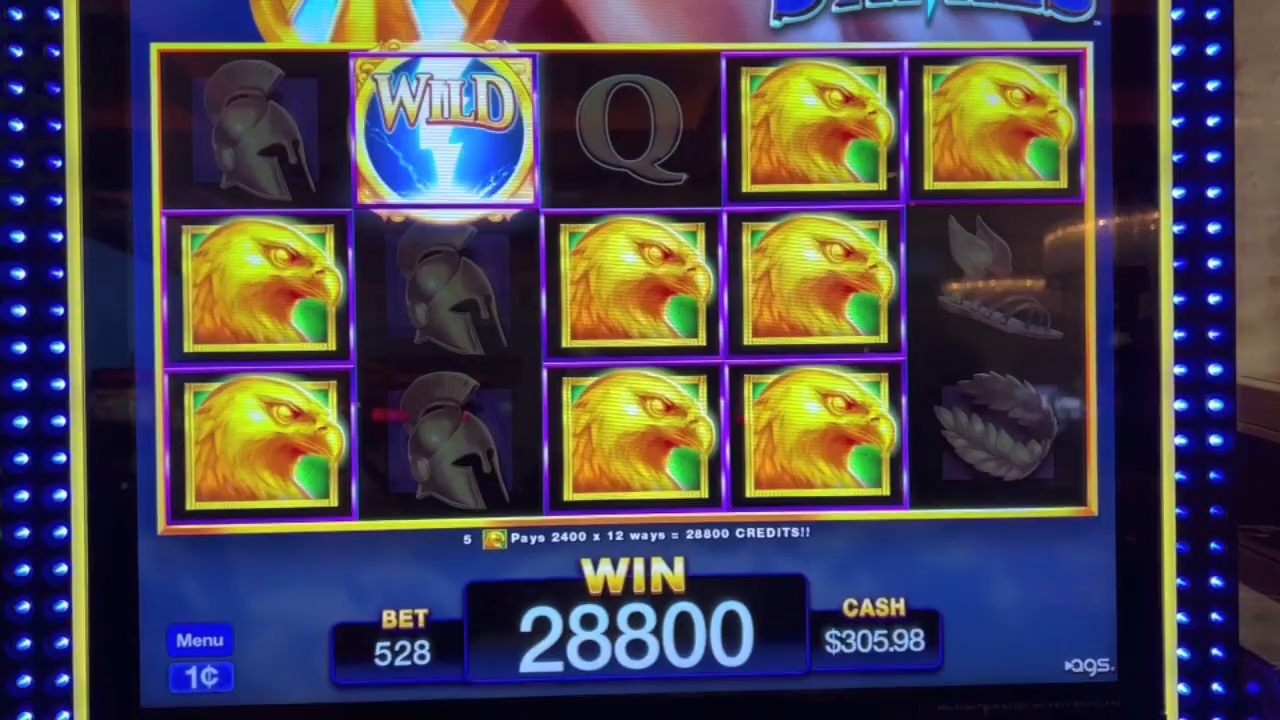 WILD
Q
5 Pays 2400 x 12 ways = 28800 CREDITS!!
WIN
28800
BET
528
CASH
$305.98
Menu
1¢
ags